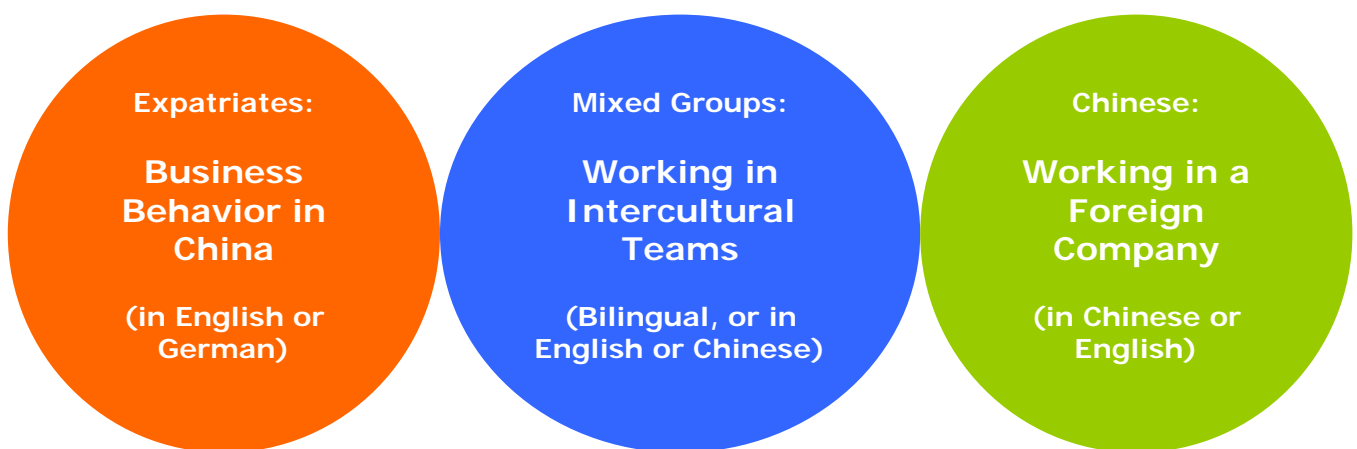 Expatriates:
Business
Behavior in
China
(in English or
German)
Mixed Groups:
Working in
Intercultural
Teams
(Bilingual, or in
English or Chinese)
Chinese:
Working in a
Foreign
Company
(in Chinese or
English)